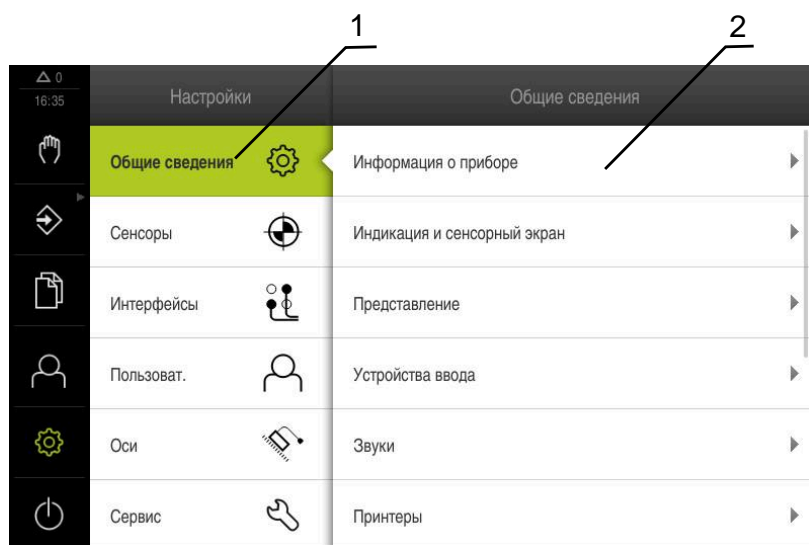 1
2
△ 0
16:35
Настройки
Общие сведения
Общие сведения
Информация о приборе
Сенсоры
Индикация и сенсорный экран
Интерфейсы
Представление
Пользоват.
Устройства ввода
Оси
Звуки
Сервис
Принтеры